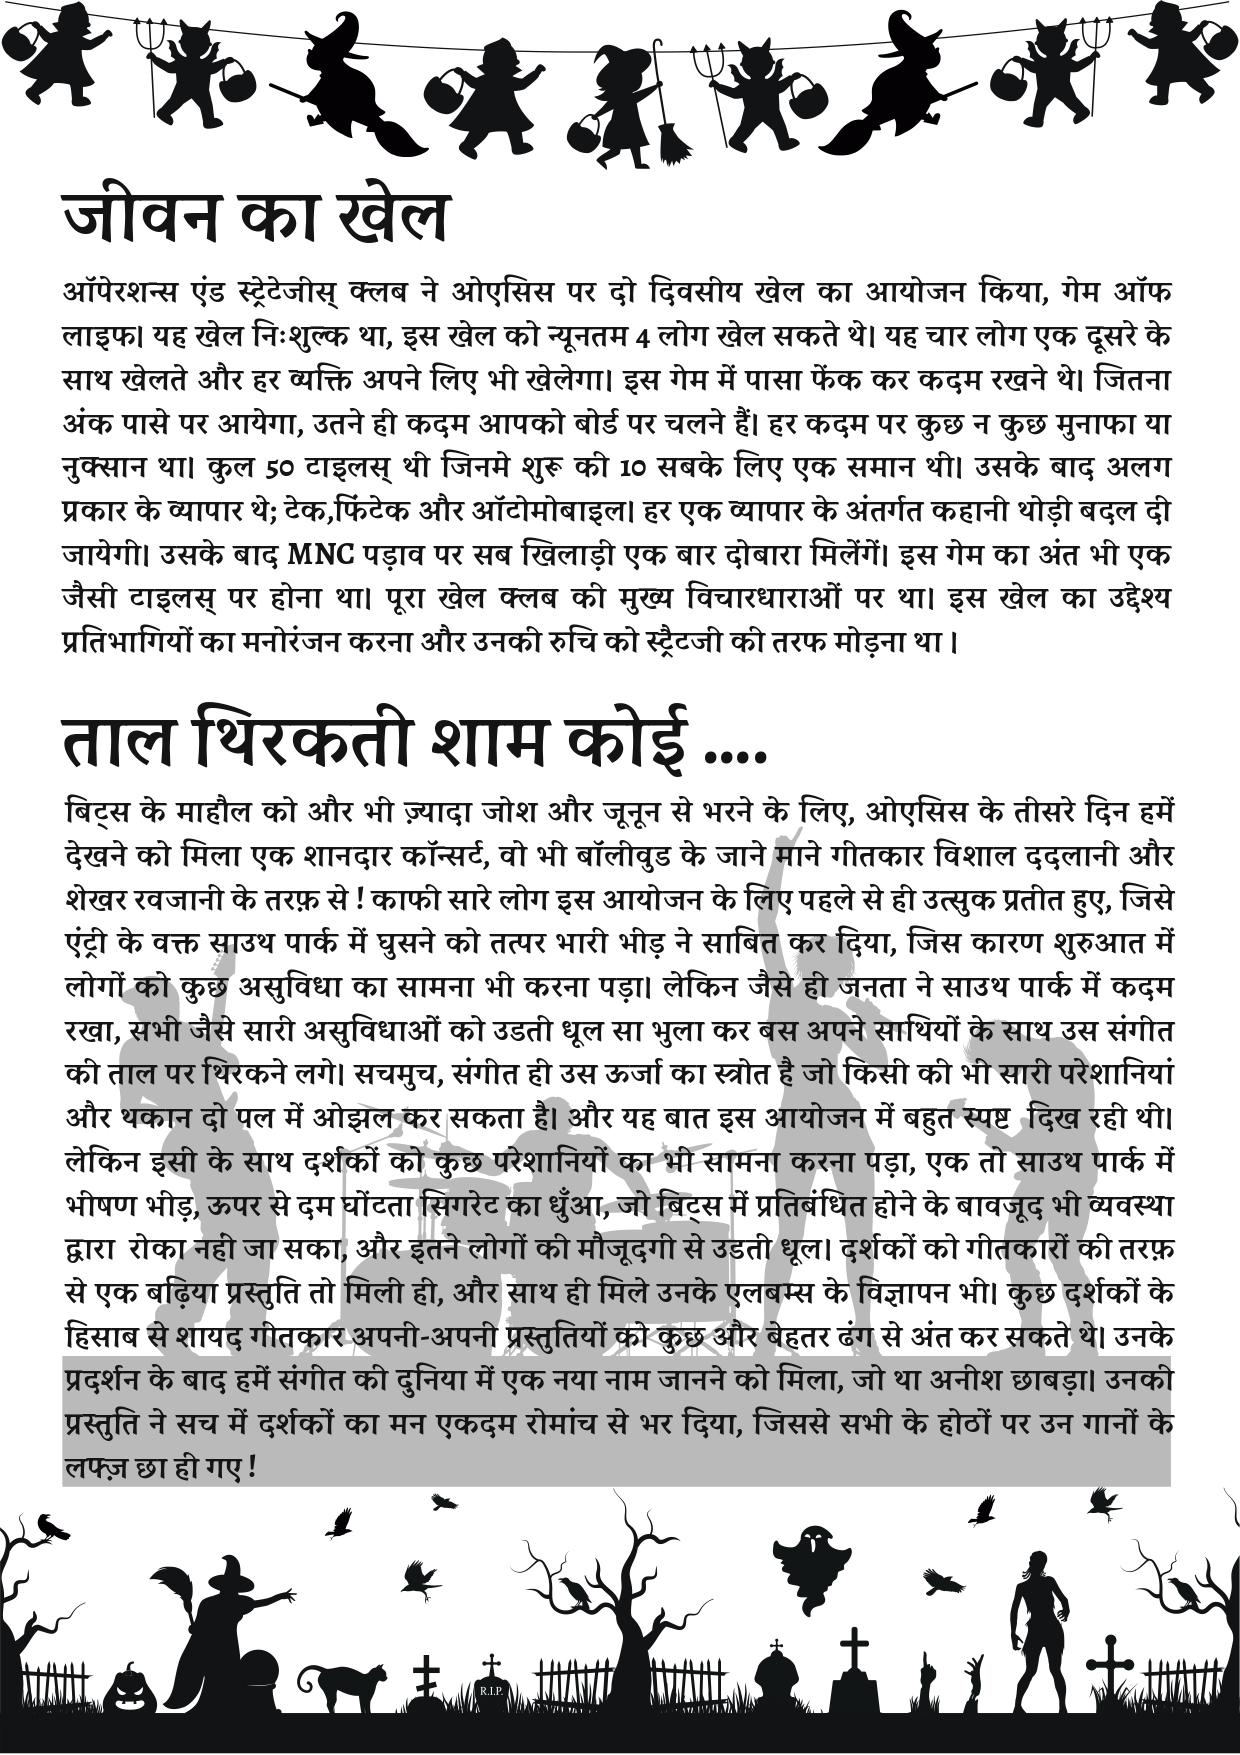 जीवन का खेल
ऑपेरशन्स एंड स्ट्रेटेजीस् क्लब ने ओएसिस पर दो दिवसीय खेल का आयोजन किया, गेम ऑफ
लाइफ। यह खेल निःशुल्क था, इस खेल को न्यूनतम 4 लोग खेल सकते थे। यह चार लोग एक दूसरे के
साथ खेलते और हर व्यक्ति अपने लिए भी खेलेगा। इस गेम में पासा फेंक कर कदम रखने थे। जितना
अंक पासे पर आयेगा, उतने ही कदम आपको बोर्ड पर चलने हैं। हर कदम पर कुछ न कुछ मुनाफा या
नुक्सान था। कुल 50 टाइलस् थी जिनमे शुरू की 10 सबके लिए एक समान थी। उसके बाद अलग
प्रकार के व्यापार थे; टेक,फिंटेक और ऑटोमोबाइल। हर एक व्यापार के अंतर्गत कहानी थोड़ी बदल दी
जायेगी। उसके बाद MNC पड़ाव पर सब खिलाड़ी एक बार दोबारा मिलेंगें। इस गेम का अंत भी एक
जैसी टाइलस् पर होना था। पूरा खेल क्लब की मुख्य विचारधाराओं पर था। इस खेल का उद्देश्य
प्रतिभागियों का मनोरंजन करना और उनकी रुचि को स्ट्रैटजी की तरफ मोड़ना था ।
ताल थिरकती शाम कोई ....
बिट्स के माहौल को और भी ज़्यादा जोश और जूनून से भरने के लिए, ओएसिस के तीसरे दिन हमें
देखने को मिला एक शानदार कॉन्सर्ट, वो भी बॉलीवुड के जाने माने गीतकार विशाल ददलानी और
शेखर रवजानी के तरफ़ से ! काफी सारे लोग इस आयोजन के लिए पहले से ही उत्सुक प्रतीत हुए, जिसे
एंट्री के वक्त साउथ पार्क में घुसने को तत्पर भारी भीड़ ने साबित कर दिया, जिस कारण शुरुआत में
लोगों को कुछ असुविधा का सामना भी करना पड़ा। लेकिन जैसे ही जनता ने साउथ पार्क में कदम
रखा, सभी जैसे सारी असुविधाओं को उडती धूल सा भुला कर बस अपने साथियों के साथ उस संगीत
की ताल पर थिरकने लगे। सचमुच, संगीत ही उस ऊर्जा का स्त्रोत है जो किसी की भी सारी परेशानियां
और थकान दो पल में ओझल कर सकता है। और यह बात इस आयोजन में बहुत स्पष्ट दिख रही थी।
लेकिन इसी के साथ दर्शकों को कुछ परेशानियों का भी सामना करना पड़ा, एक तो साउथ पार्क में
भीषण भीड़, ऊपर से दम घोंटता सिगरेट का धुँआ, जो बिट्स में प्रतिबंधित होने के बावजूद भी व्यवस्था
द्वारा रोका नहीं जा सका, और इतने लोगों की मौजूदगी से उडती धूल। दर्शकों को गीतकारों की तरफ़
से एक बढ़िया प्रस्तुति तो मिली ही, और साथ ही मिले उनके एलबम्स के विज्ञापन भी। कुछ दर्शकों के
हिसाब से शायद गीतकार अपनी-अपनी प्रस्तुतियों को कुछ और बेहतर ढंग से अंत कर सकते थे। उनके
प्रदर्शन के बाद हमें संगीत की दुनिया में एक नया नाम जानने को मिला, जो था अनीश छाबड़ा। उनकी
प्रस्तुति ने सच में दर्शकों का मन एकदम रोमांच से भर दिया, जिससे सभी के होठों पर उन गानों के
लफ्ज़ छा ही गए !
R.I.P.